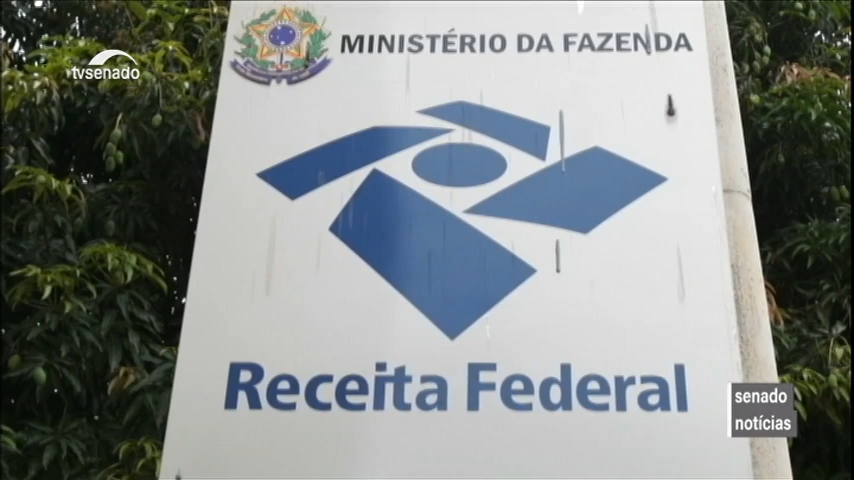 tvsenado
MINISTÉRIO DA FAZENDA
Receita Federal
senado
notícias